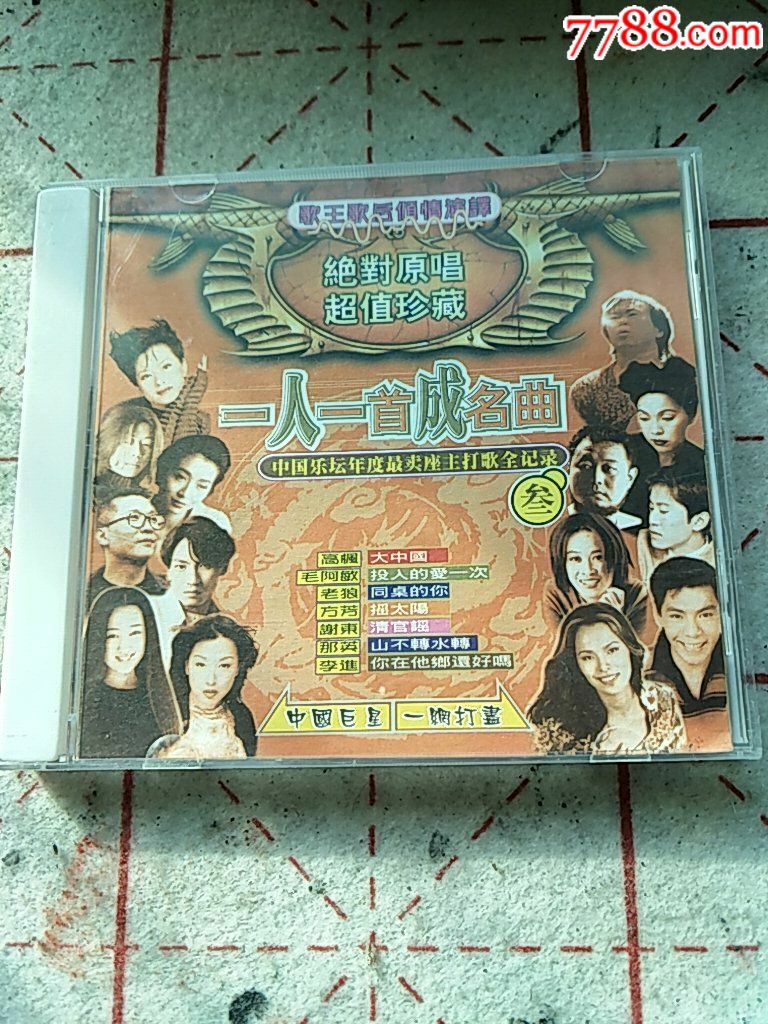 7788.com
歌王歌后傾情演譯
絕對原唱
超值珍藏
一人一首成名曲
中国乐坛年度最卖座主打歌全记录
叁
高楓 大中國
毛阿敏 投入的愛一次
老狼 同桌的你
方芳 摇太陽
謝東 清官謠
那英 山不轉水轉
李進 你在他鄉還好嗎
中國巨星 一網打盡